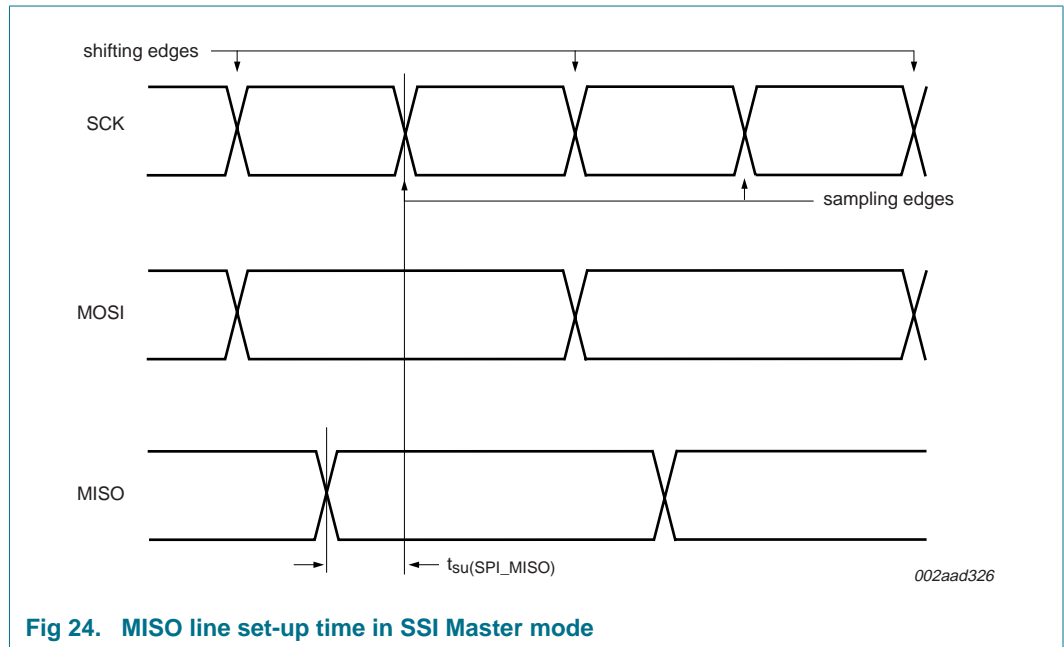 shifting edges
SCK
sampling edges
MOSI
MISO
tsu(SPI_MISO)
002aad326
Fig 24. MISO line set-up time in SSI Master mode